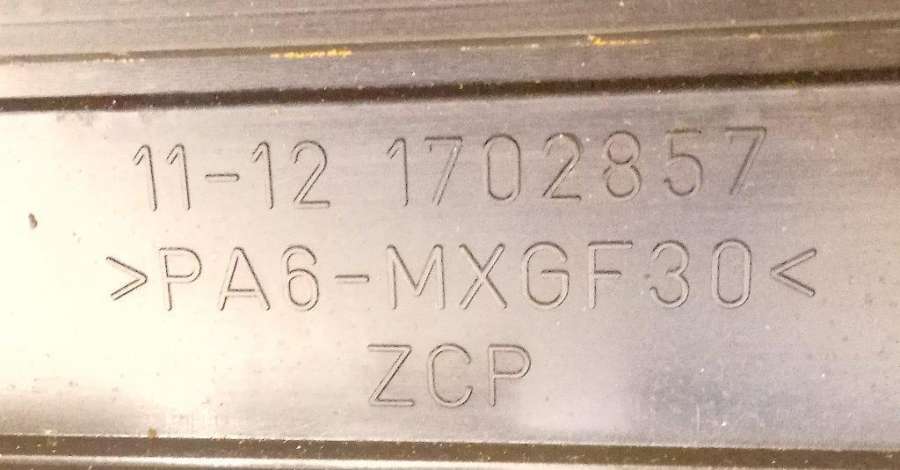 11-12 1702857
>PA6-MXGF30<
ZCP